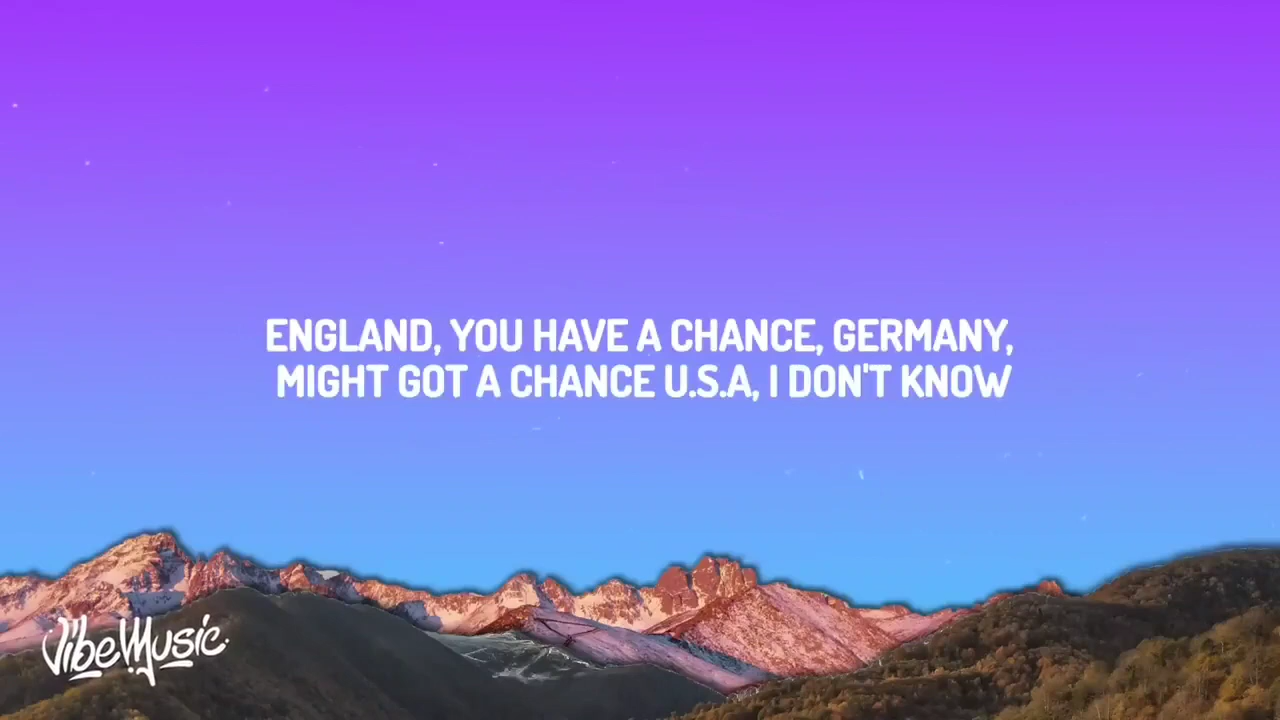 ENGLAND, YOU HAVE A CHANCE, GERMANY,
MIGHT GOT A CHANCE U.S.A, I DON'T KNOW
VibeMusic